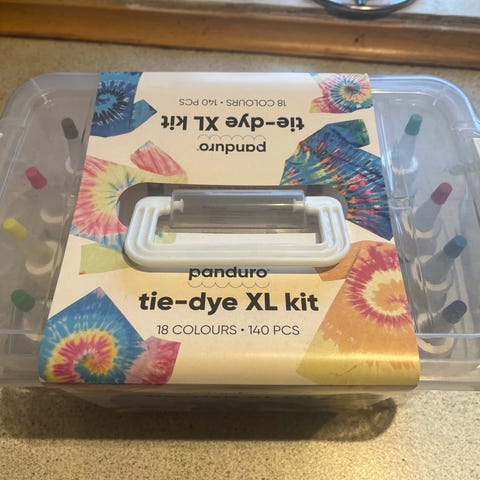 18 COLOURS • 140 PCS
tie-dye XL kit
panduro
panduro
tie-dye XL kit
18 COLOURS • 140 PCS